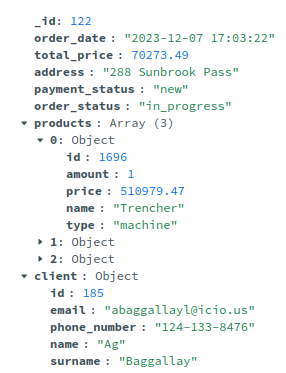 _id: 122
order_date : "2023-12-07 17:03:22"
total_price : 70273.49
address : "288 Sunbrook Pass"
payment_status : "new"
order_status : "in_progress"
products : Array (3)
0: Object
id : 1696
amount : 1
price : 510979.47
name : "Trencher"
type : "machine"
1: Object
2: Object
client : Object
id : 185
email : "abaggallayl@icio.us"
phone_number : "124-133-8476"
name : "Ag"
surname : "Baggallay"